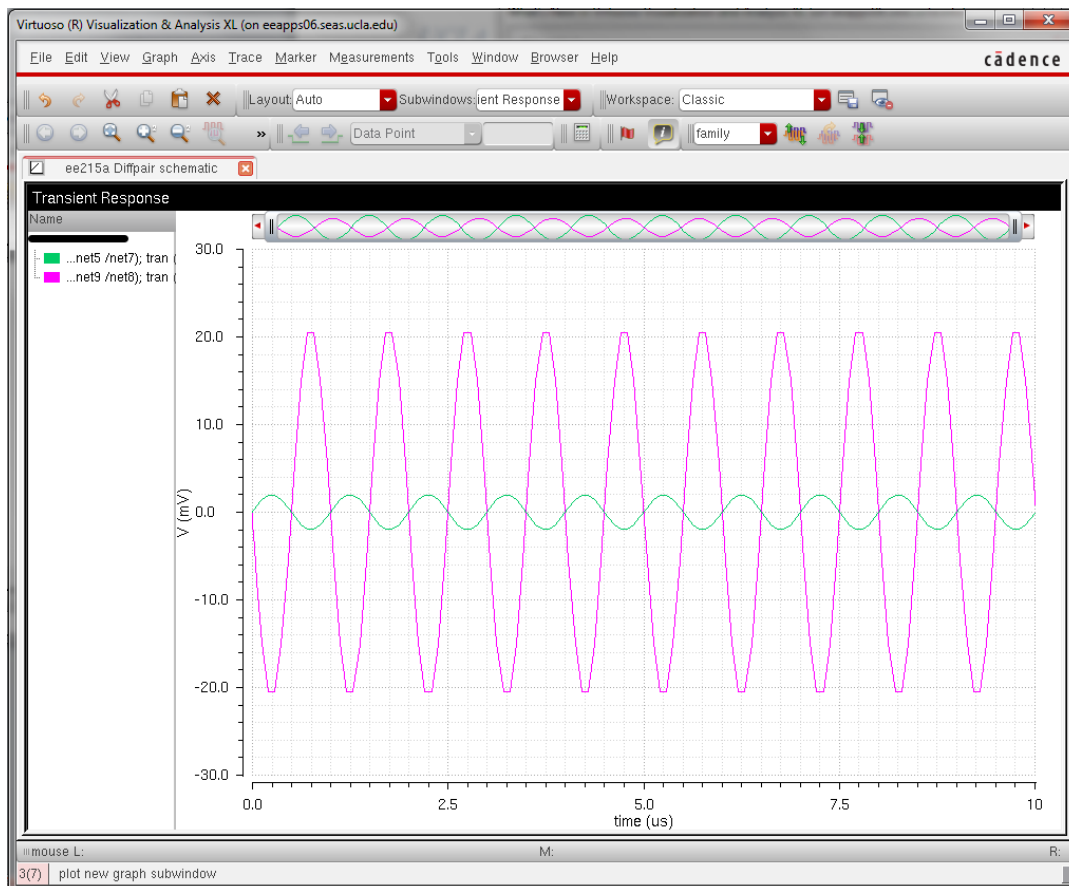 Virtuoso (R) Visualization & Analysis XL (on eeapps06.seas.ucla.edu)
File Edit View Graph Axis Trace Marker Measurements Tools Window Browser Help
cādence
Layout: Auto Subwindows: ient Response Workspace: Classic
» Data Point family
ee215a Diffpair schematic
Transient Response
Name
...net5 /net7); tran (
...net9 /net8); tran (
30.0
20.0
10.0
0.0
-10.0
-20.0
-30.0
V (mV)
0.0 2.5 5.0 7.5 10
time (us)
mouse L: M: R:
3(7) plot new graph subwindow